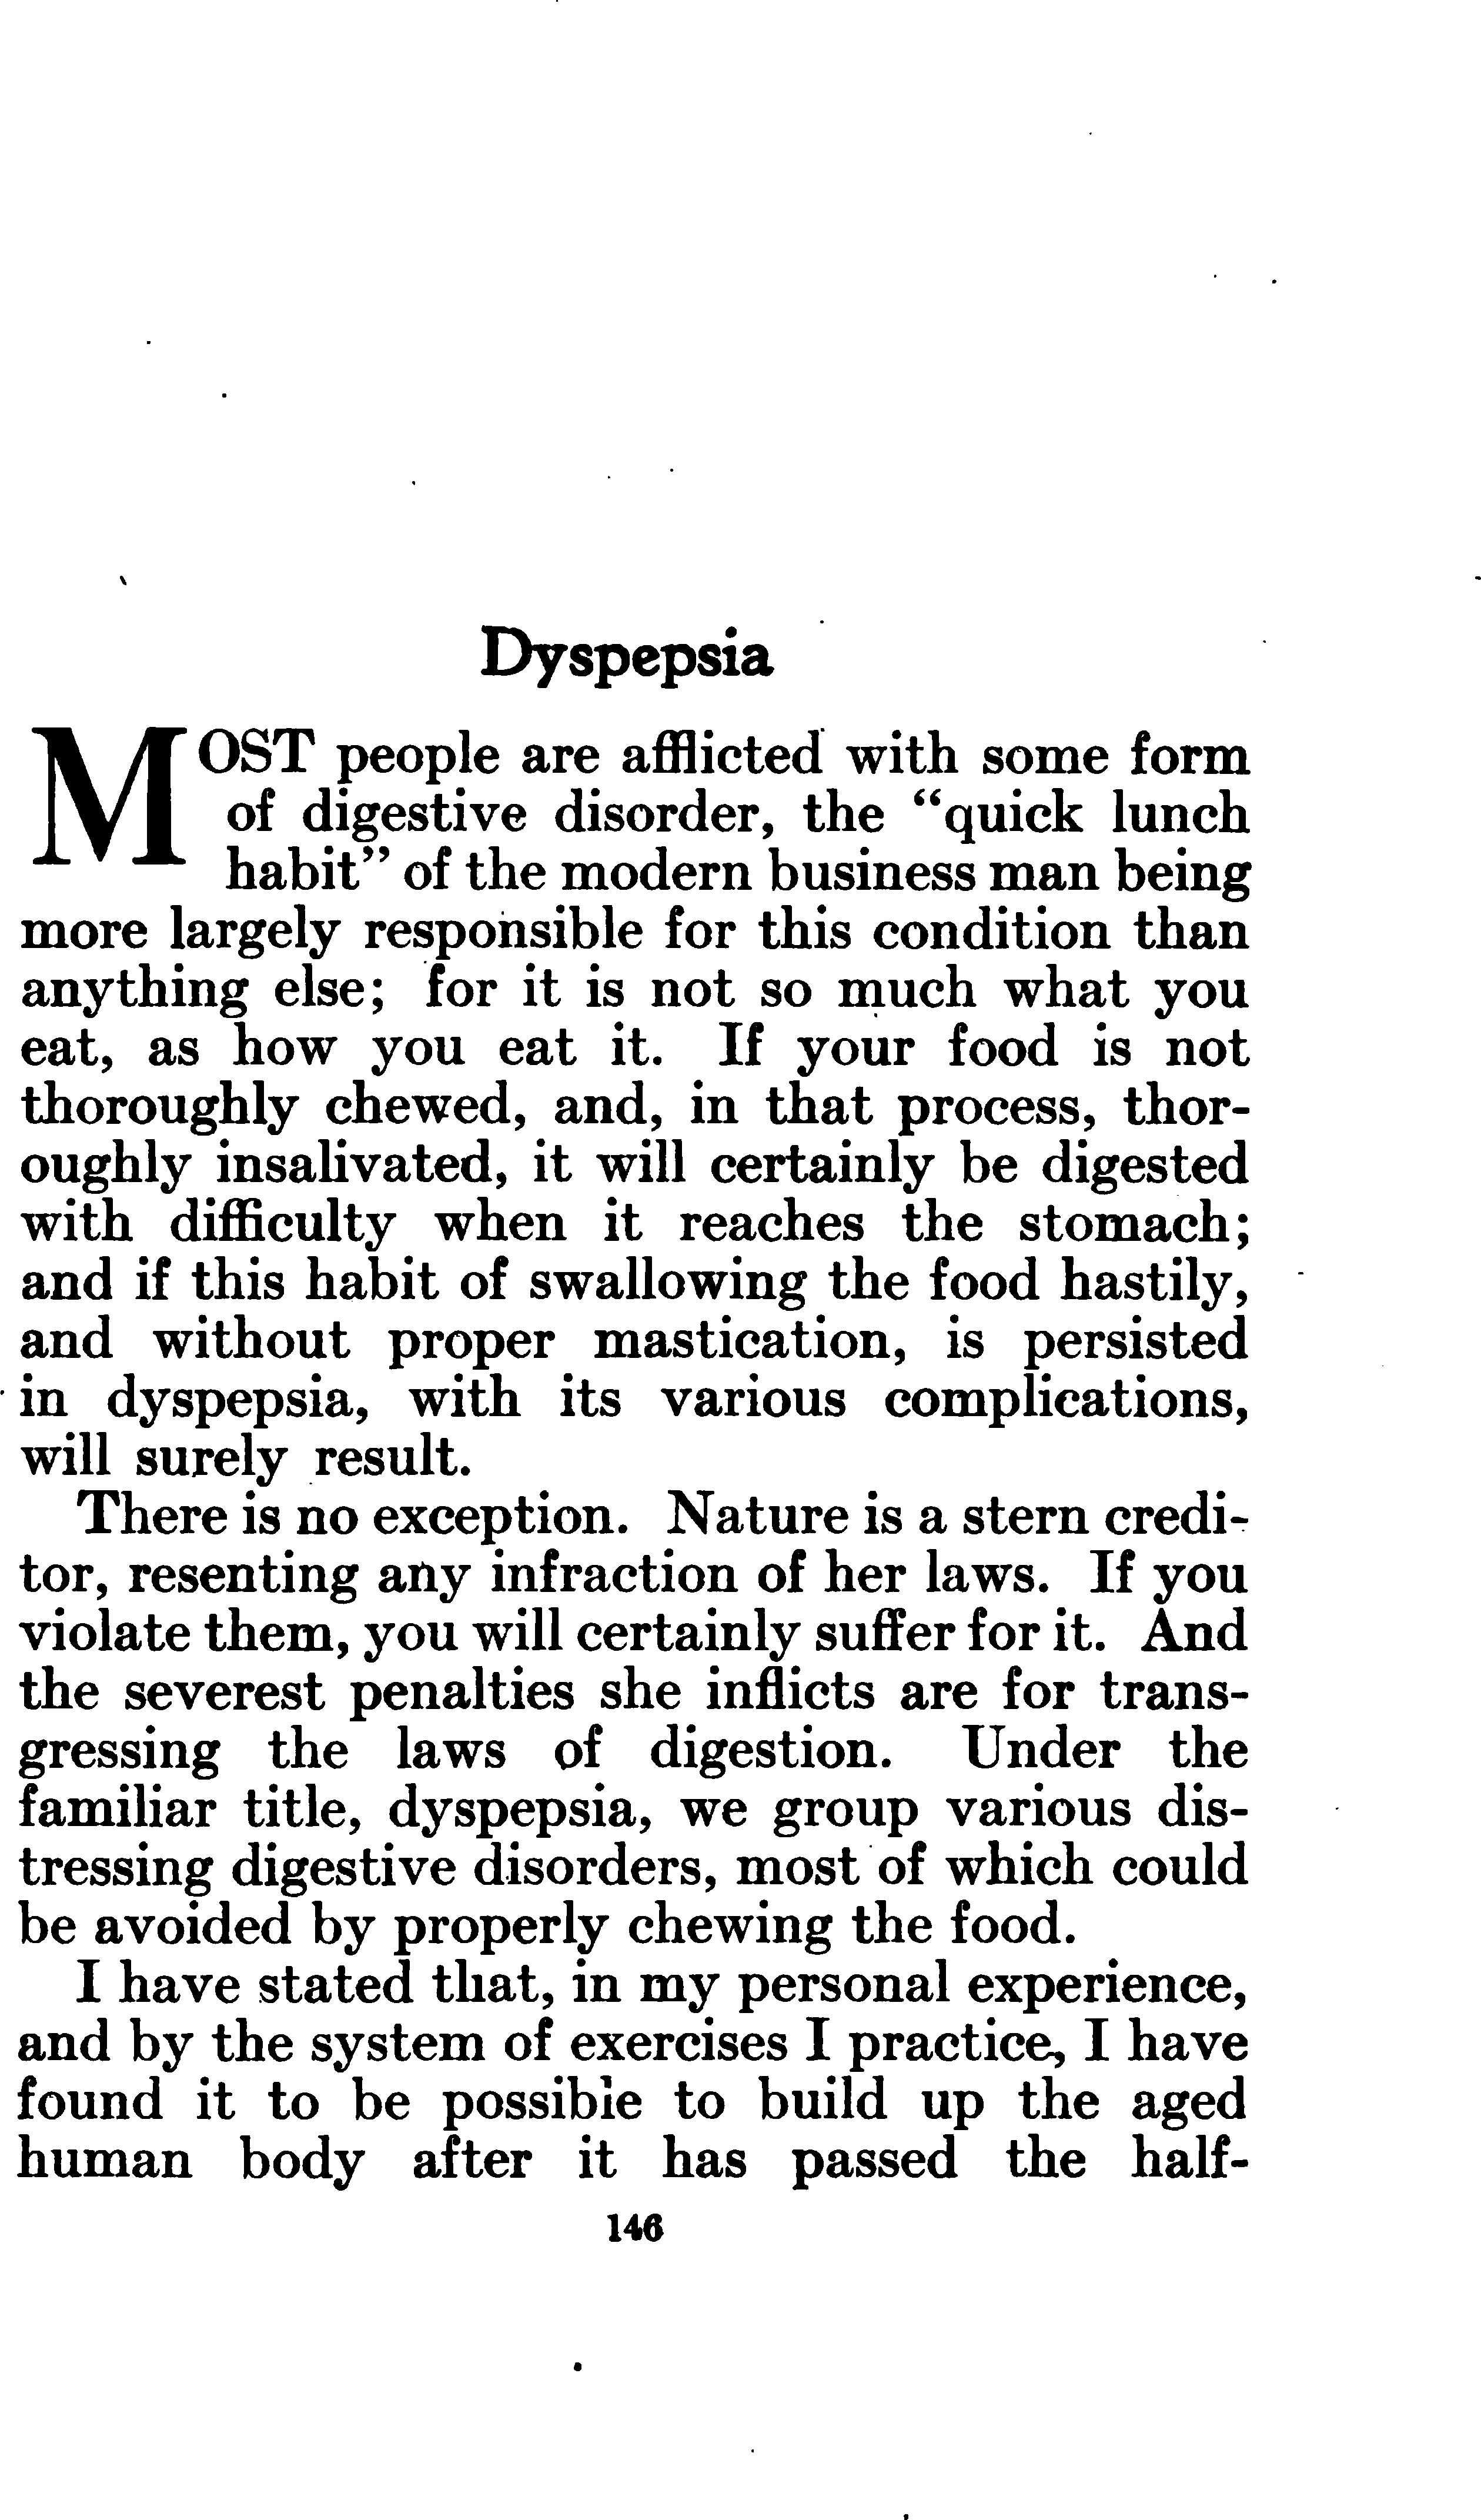 Dyspepsia
MOST people are afflicted with some form
of digestive disorder, the “quick lunch
habit” of the modern business man being
more largely responsible for this condition than
anything else; for it is not so much what you
eat, as how you eat it. If your food is not
thoroughly chewed, and, in that process, thor-
oughly insalivated, it will certainly be digested
with difficulty when it reaches the stomach;
and if this habit of swallowing the food hastily,
and without proper mastication, is persisted
in dyspepsia, with its various complications,
will surely result.
There is no exception. Nature is a stern credi-
tor, resenting any infraction of her laws. If you
violate them, you will certainly suffer for it. And
the severest penalties she inflicts are for trans-
gressing the laws of digestion. Under the
familiar title, dyspepsia, we group various dis-
tressing digestive disorders, most of which could
be avoided by properly chewing the food.
I have stated that, in my personal experience,
and by the system of exercises I practice, I have
found it to be possible to build up the aged
human body after it has passed the half-
146